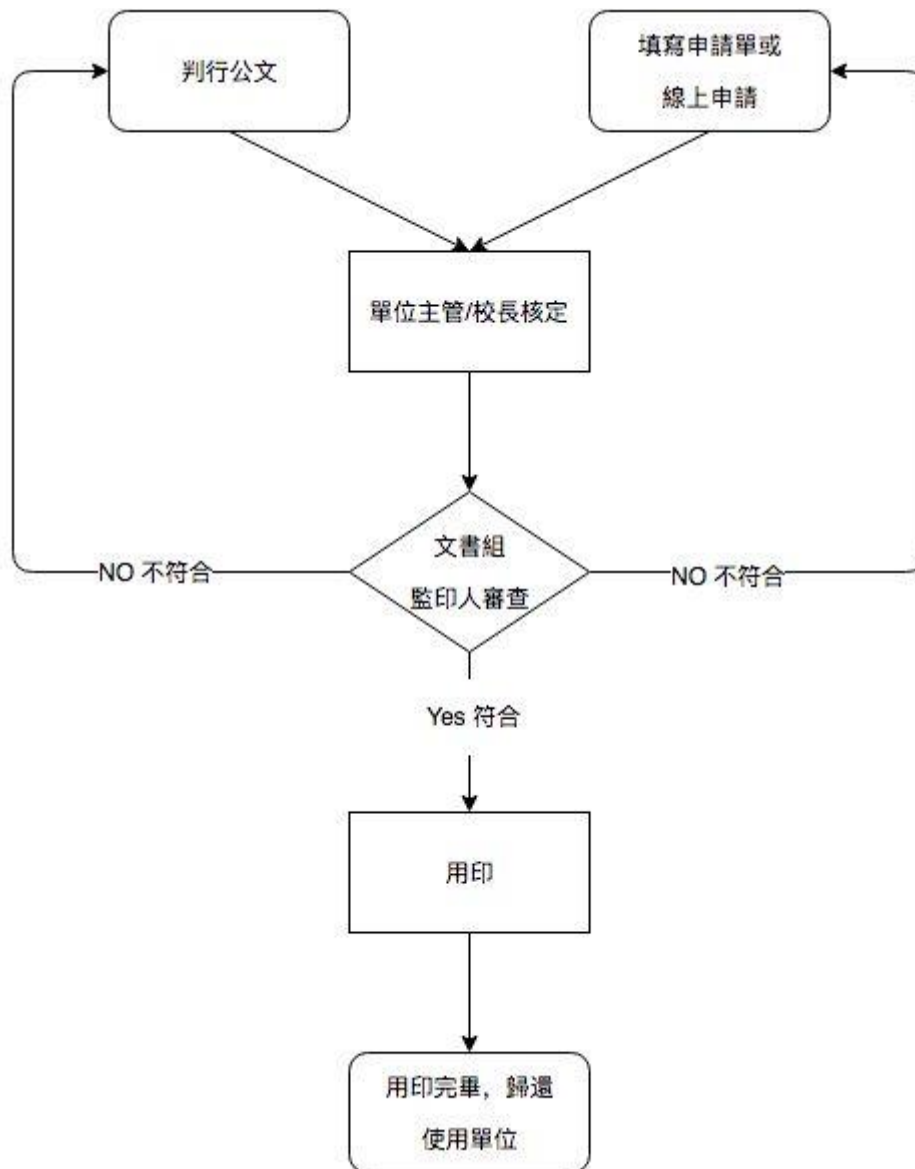 判行公文
填寫申請單或
線上申請
單位主管/校長核定
文書組
監印人審查
NO 不符合
NO 不符合
Yes 符合
用印
用印完畢，歸還
使用單位